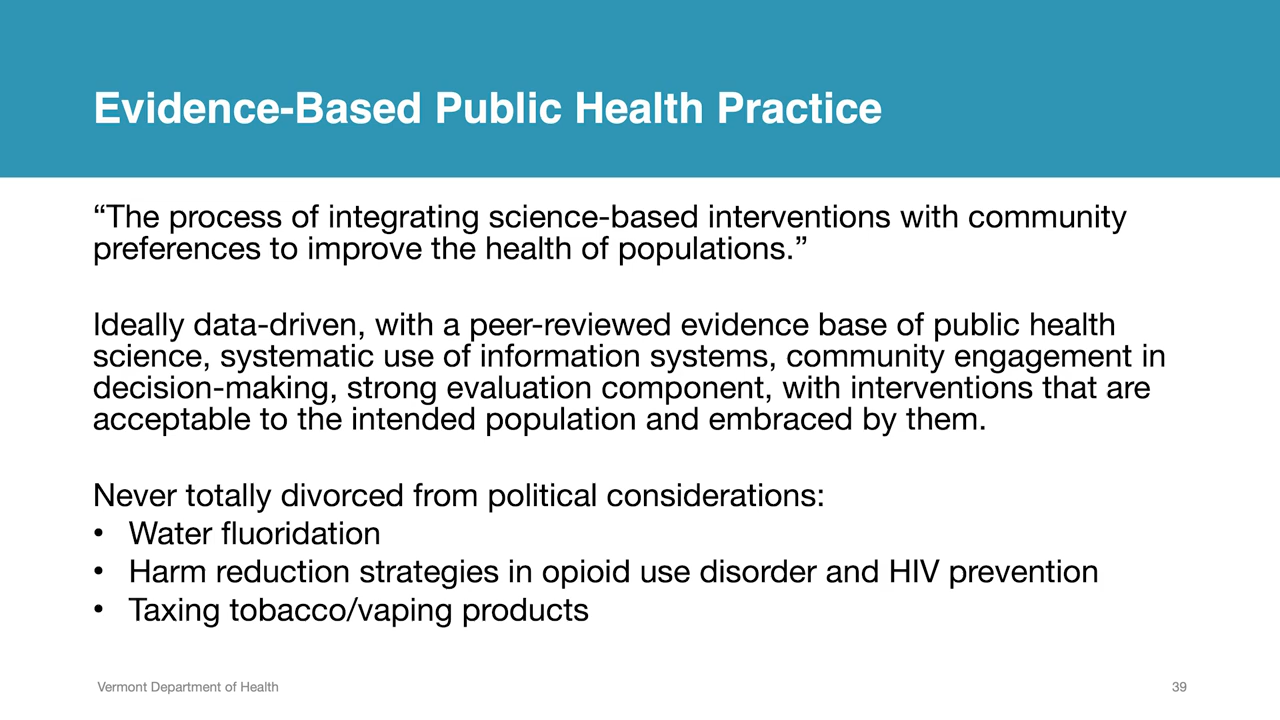 Evidence-Based Public Health Practice
“The process of integrating science-based interventions with community
preferences to improve the health of populations.”
Ideally data-driven, with a peer-reviewed evidence base of public health
science, systematic use of information systems, community engagement in
decision-making, strong evaluation component, with interventions that are
acceptable to the intended population and embraced by them.
Never totally divorced from political considerations:
• Water fluoridation
• Harm reduction strategies in opioid use disorder and HIV prevention
• Taxing tobacco/vaping products
Vermont Department of Health
39